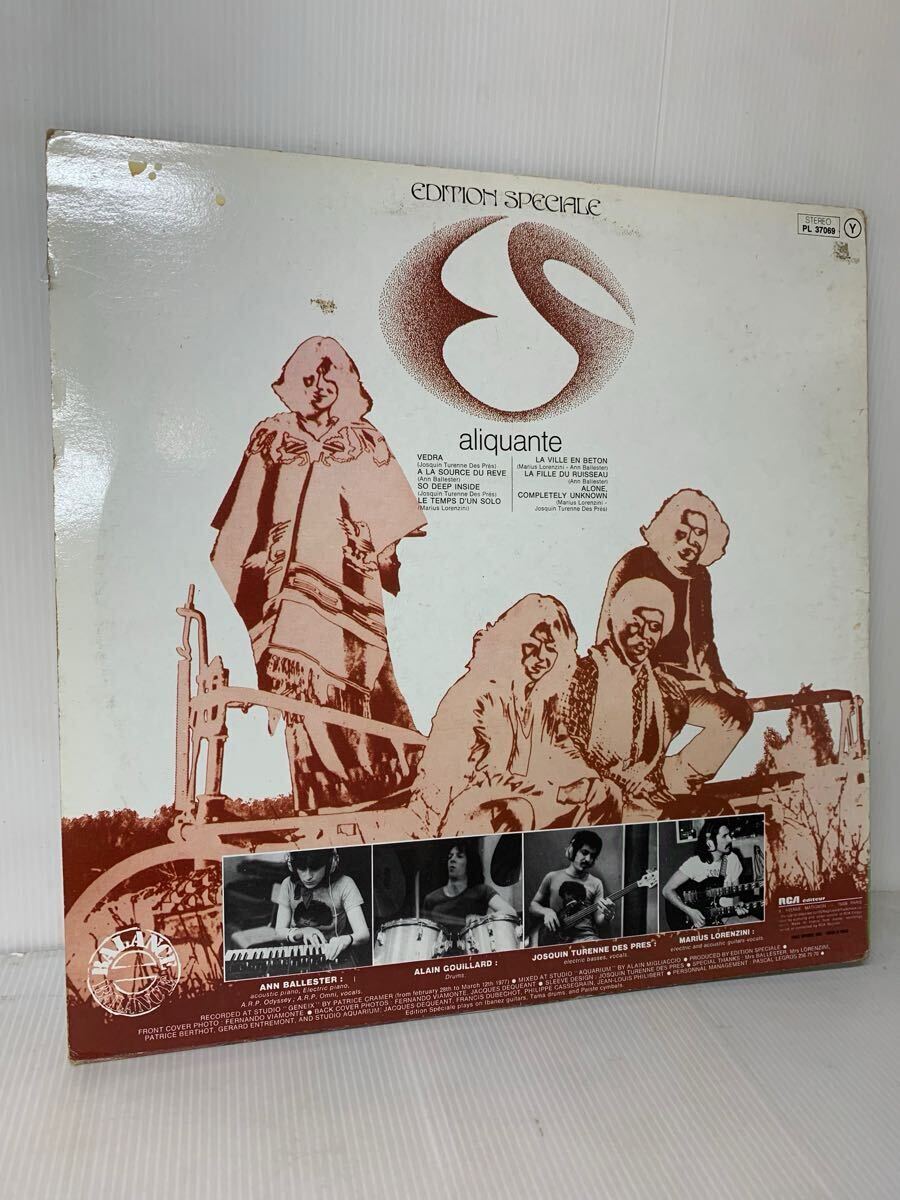 EDITION SPECIALE
STEREO
PL 37069
Y
aliquante
VEDRA
(Josquin Turenne Des Prés)
A LA SOURCE DU REVE
(Ann Ballester)
SO DEEP INSIDE
(Josquin Turenne Des Prés)
LE TEMPS D'UN SOLO
(Marius Lorenzini)
LA VILLE EN BETON
(Marius Lorenzini - Ann Ballester)
LA FILLE DU RUISSEAU
(Ann Ballester)
ALONE,
COMPLETELY UNKNOWN
(Marius Lorenzini -
Josquin Turenne Des Prés)
RCA éditeur
BALANCE
ANN BALLESTER :
acoustic piano, Electric piano,
A.R.P. Odyssey ; A.R.P. Omni, vocals.
ALAIN GOUILLARD :
Drums.
JOSQUIN TURENNE DES PRES :
electric basses, vocals.
MARIUS LORENZINI :
electric and acoustic guitars vocals.
RECORDED AT STUDIO "GENEIX" BY PATRICE CRAMER (from february 28th to March 12th 1977) ● MIXED AT STUDIO "AQUARIUM" BY ALAIN MIGLIACCIO ● PRODUCED BY EDITION SPECIALE ●
FRONT COVER PHOTO : FERNANDO VIAMONTE ● BACK COVER PHOTOS : FERNANDO VIAMONTE, JACQUES DEQUEANT ● SLEEVE DESIGN : JOSQUIN TURENNE DES PRES ● SPECIAL THANKS : Mrs BALLESTER, Mrs LORENZINI,
PATRICE BERTHOT, GERARD ENTREMONT, AND STUDIO AQUARIUM: JACQUES DEQUEANT, FRANCIS DUBECHOT, PHILIPPE CASSEGRAIN, JEAN-LOUIS PHILIBERT ● PERSONNAL MANAGEMENT : PASCAL LEGROS 256 75 70 ●
Edition Spéciale plays on Ibanez guitars, Tama drums, and Paiste cymbals.